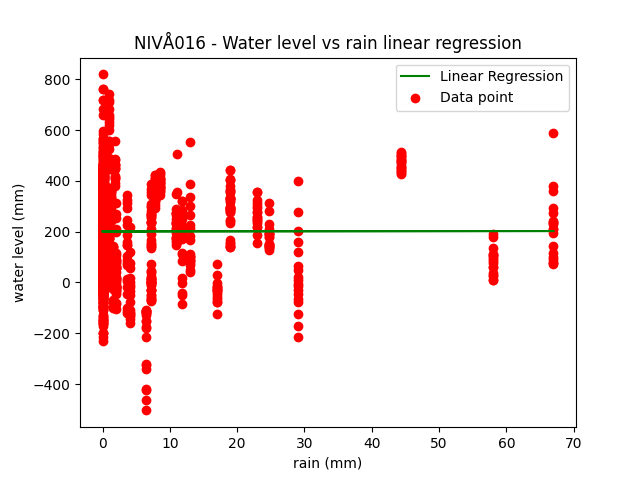 NIVÅ016 - Water level vs rain linear regression
Linear Regression
Data point
water level (mm)
800
600
400
200
0
−200
−400
0 10 20 30 40 50 60 70
rain (mm)